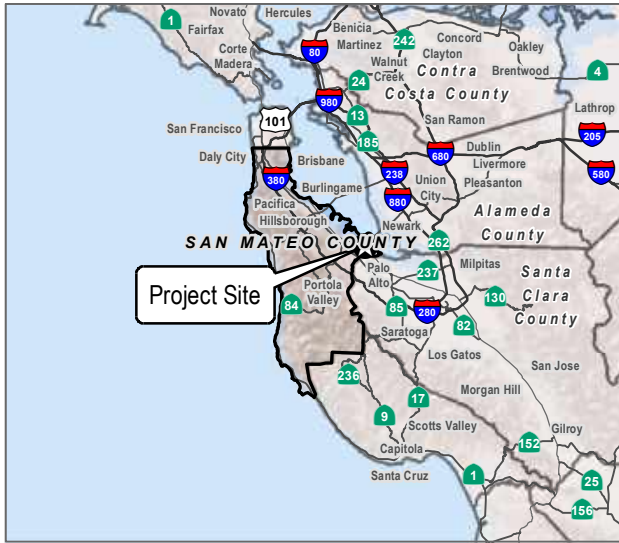 Novato
Hercules
1
Fairfax
Corte
Madera
Benicia
Martinez
80
242
Concord
Clayton
Oakley
Brentwood
4
Walnut
Creek
24
Contra
Costa County
980
13
San Ramon
Lathrop
101
San Francisco
185
205
Daly City
Brisbane
680
Dublin
Livermore
Pleasanton
580
380
238
Union
City
Burlingame
880
Pacifica
Hillsborough
Newark
Alameda
County
SAN MATEO COUNTY
262
Palo
Alto
237
Milpitas
Project Site
Portola
Valley
84
85
280
130
Santa
Clara
County
Saratoga
82
Los Gatos
San Jose
236
Morgan Hill
17
9
Scotts Valley
Gilroy
152
Capitola
Santa Cruz
1
25
156